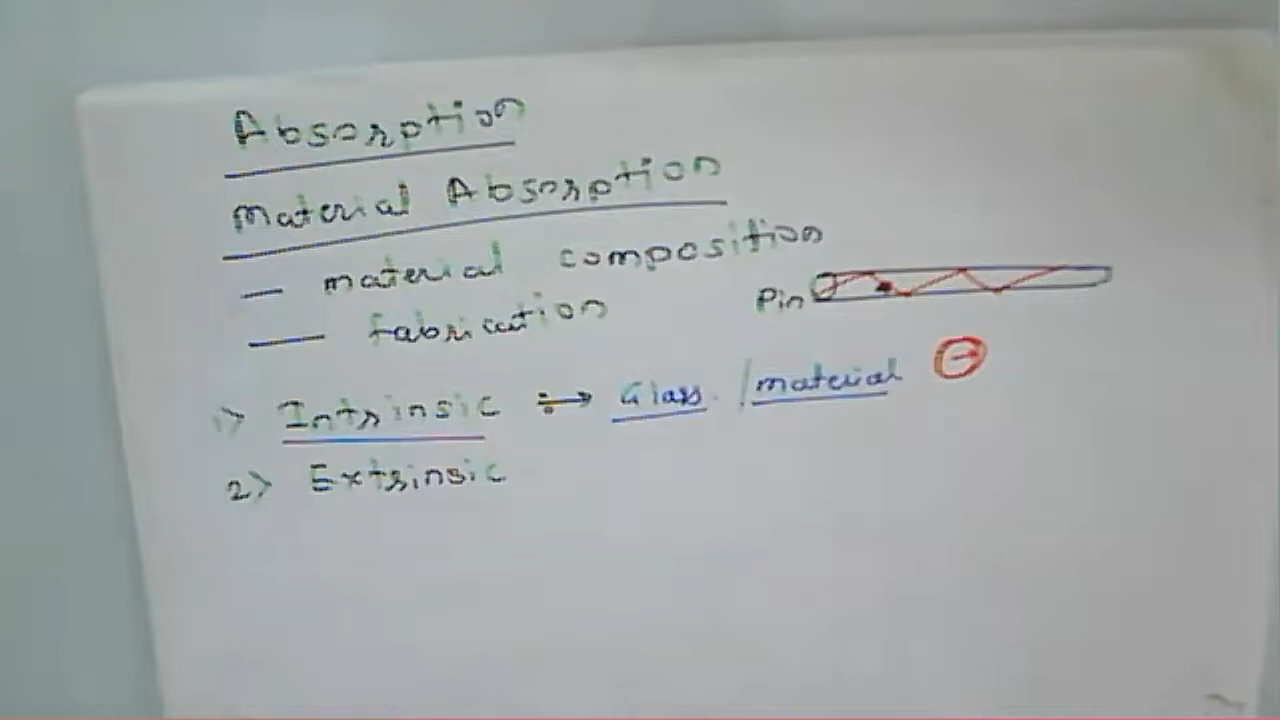 Absorption
Material Absorption
— material composition
— fabrication
Pin
1) Intrinsic ÷→ Glass. / material
2) Extrinsic